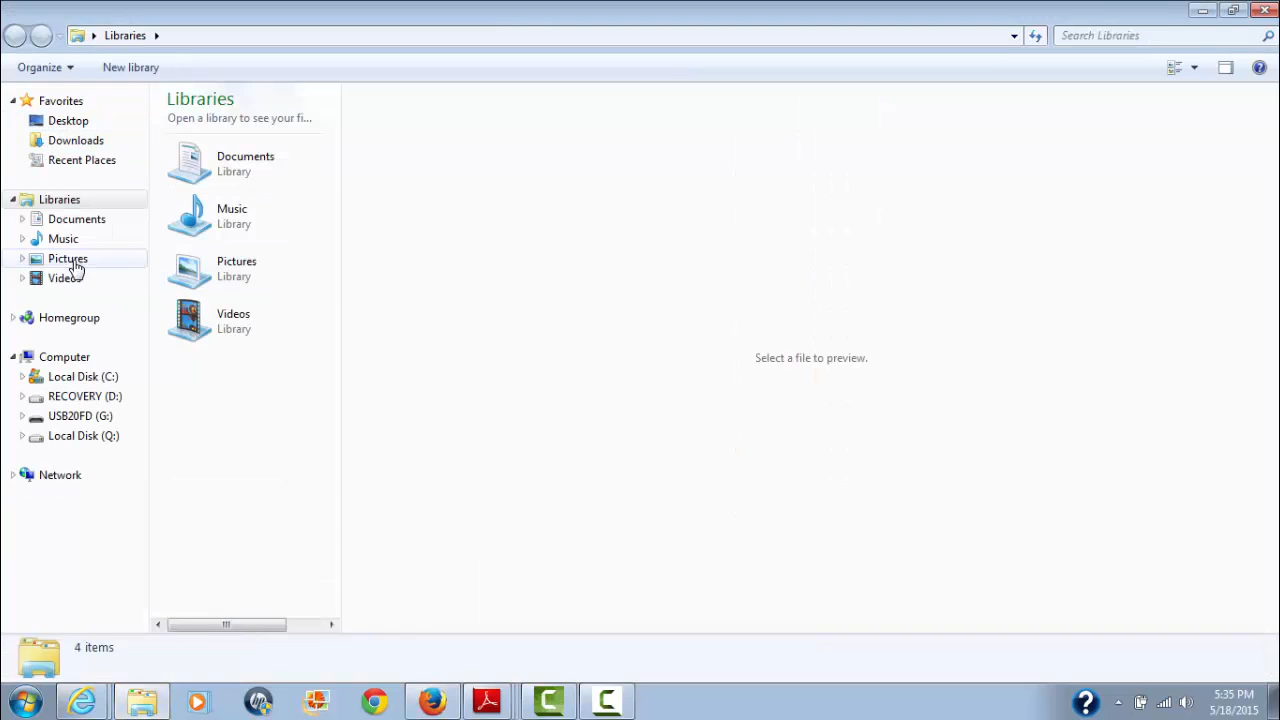 Libraries
Search Libraries
Organize
New library
Favorites
Desktop
Downloads
Recent Places
Libraries
Documents
Music
Pictures
Videos
Homegroup
Computer
Local Disk (C:)
RECOVERY (D:)
USB20FD (G:)
Local Disk (Q:)
Network
Libraries
Open a library to see your fi...
Documents
Library
Music
Library
Pictures
Library
Videos
Library
Select a file to preview.
4 items
5:35 PM
5/18/2015